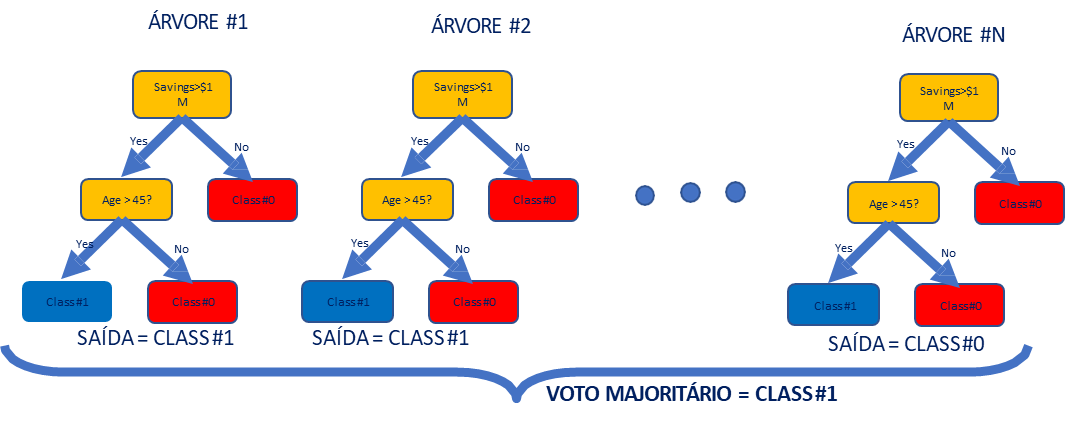 ÁRVORE #1
ÁRVORE #2
ÁRVORE #N
Savings>$1
M
Savings>$1
M
Savings>$1
M
Yes
No
Yes
No
Yes
No
Age >45?
Class#0
Age >45?
Class#0
Age >45?
Class#0
Yes
No
Yes
No
Yes
No
Class#1
Class#0
Class#1
Class#0
Class#1
Class#0
SAÍDA = CLASS#1
SAÍDA = CLASS#1
SAÍDA = CLASS#0
VOTO MAJORITÁRIO = CLASS#1